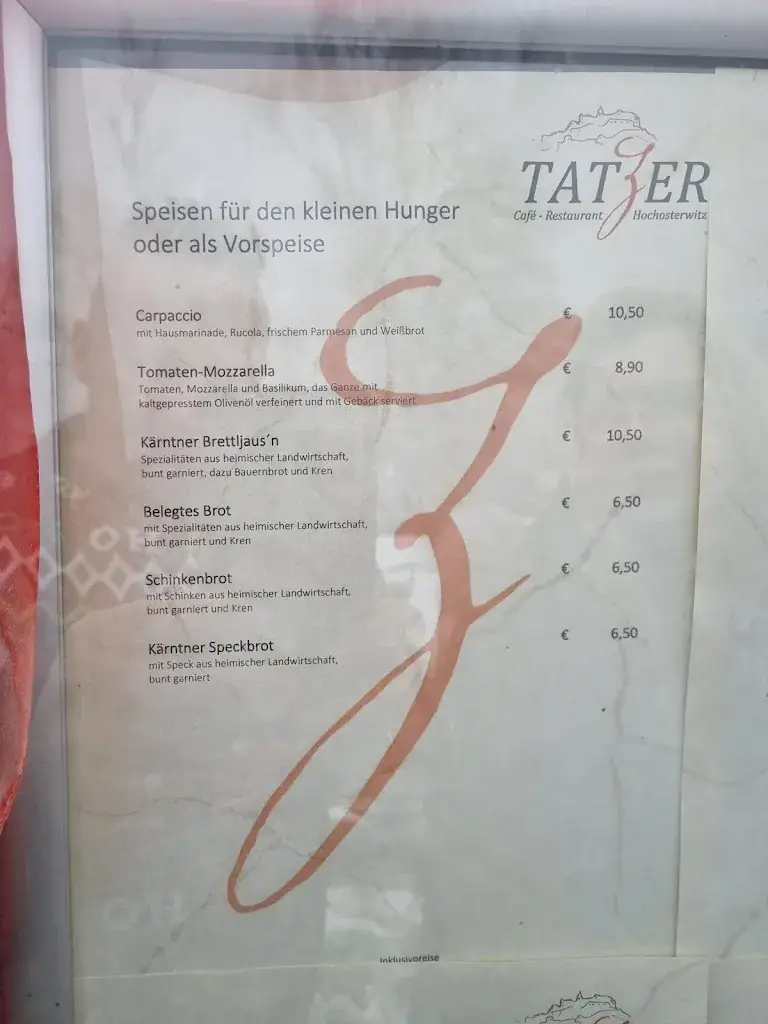 TATZER
Café - Restaurant Hochosterwitz
Speisen für den kleinen Hunger
oder als Vorspeise
Carpaccio € 10,50
mit Hausmarinade, Rucola, frischem Parmesan und Weißbrot
Tomaten-Mozzarella € 8,90
Tomaten, Mozzarella und Basilikum, das Ganze mit
kaltgepresstem Olivenöl verfeinert und mit Gebäck serviert
Kärntner Brettljaus´n € 10,50
Spezialitäten aus heimischer Landwirtschaft,
bunt garniert, dazu Bauernbrot und Kren
Belegtes Brot € 6,50
mit Spezialitäten aus heimischer Landwirtschaft,
bunt garniert und Kren
Schinkenbrot € 6,50
mit Schinken aus heimischer Landwirtschaft,
bunt garniert und Kren
Kärntner Speckbrot € 6,50
mit Speck aus heimischer Landwirtschaft,
bunt garniert
Inklusivpreise